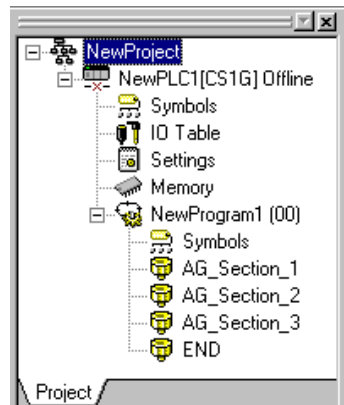 NewProject
NewPLC1[CS1G] Offline
Symbols
IO Table
Settings
Memory
NewProgram1 (00)
Symbols
AG_Section_1
AG_Section_2
AG_Section_3
END
Project